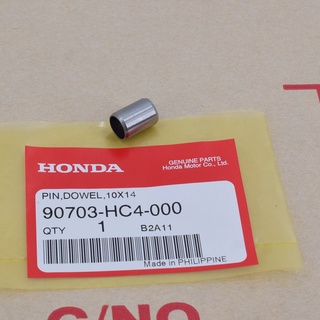 HONDA
GENUINE PARTS
Honda Motor Co., Ltd.
PIN,DOWEL,10X14
90703-HC4-000
QTY 1 B2A11
Made in PHILIPPINE
C/NO